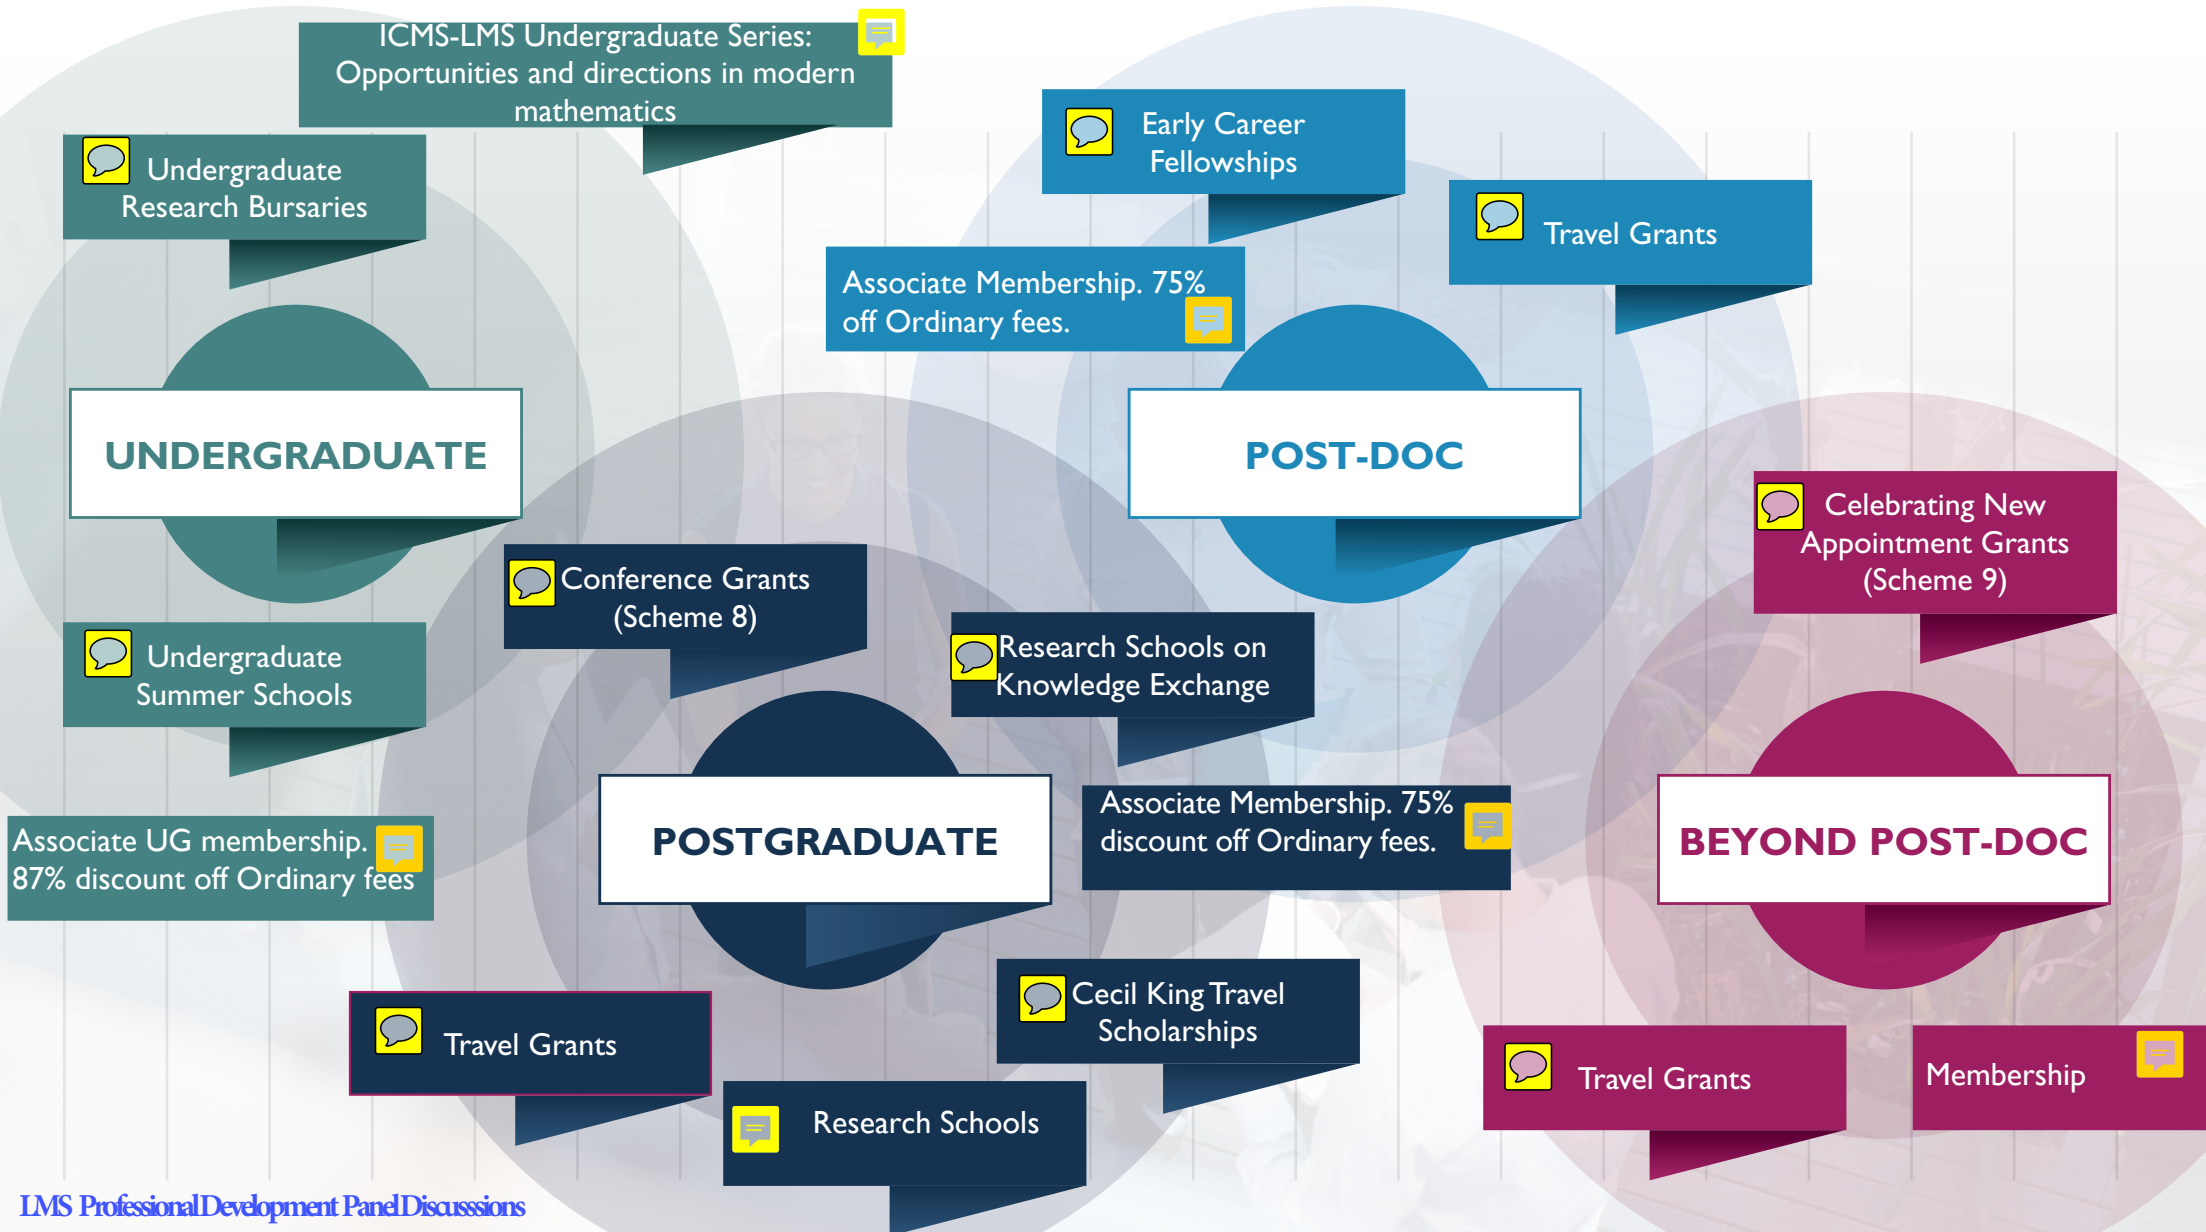 ICMS-LMS Undergraduate Series:
Opportunities and directions in modern
mathematics
Undergraduate
Research Bursaries
UNDERGRADUATE
Undergraduate
Summer Schools
Associate UG membership.
87% discount off Ordinary fees
Early Career
Fellowships
Travel Grants
Associate Membership. 75%
off Ordinary fees.
POST-DOC
Conference Grants
(Scheme 8)
Research Schools on
Knowledge Exchange
POSTGRADUATE
Associate Membership. 75%
discount off Ordinary fees.
Travel Grants
Cecil King Travel
Scholarships
Research Schools
Celebrating New
Appointment Grants
(Scheme 9)
BEYOND POST-DOC
Travel Grants
Membership
LMS Professional Development Panel Discusssions